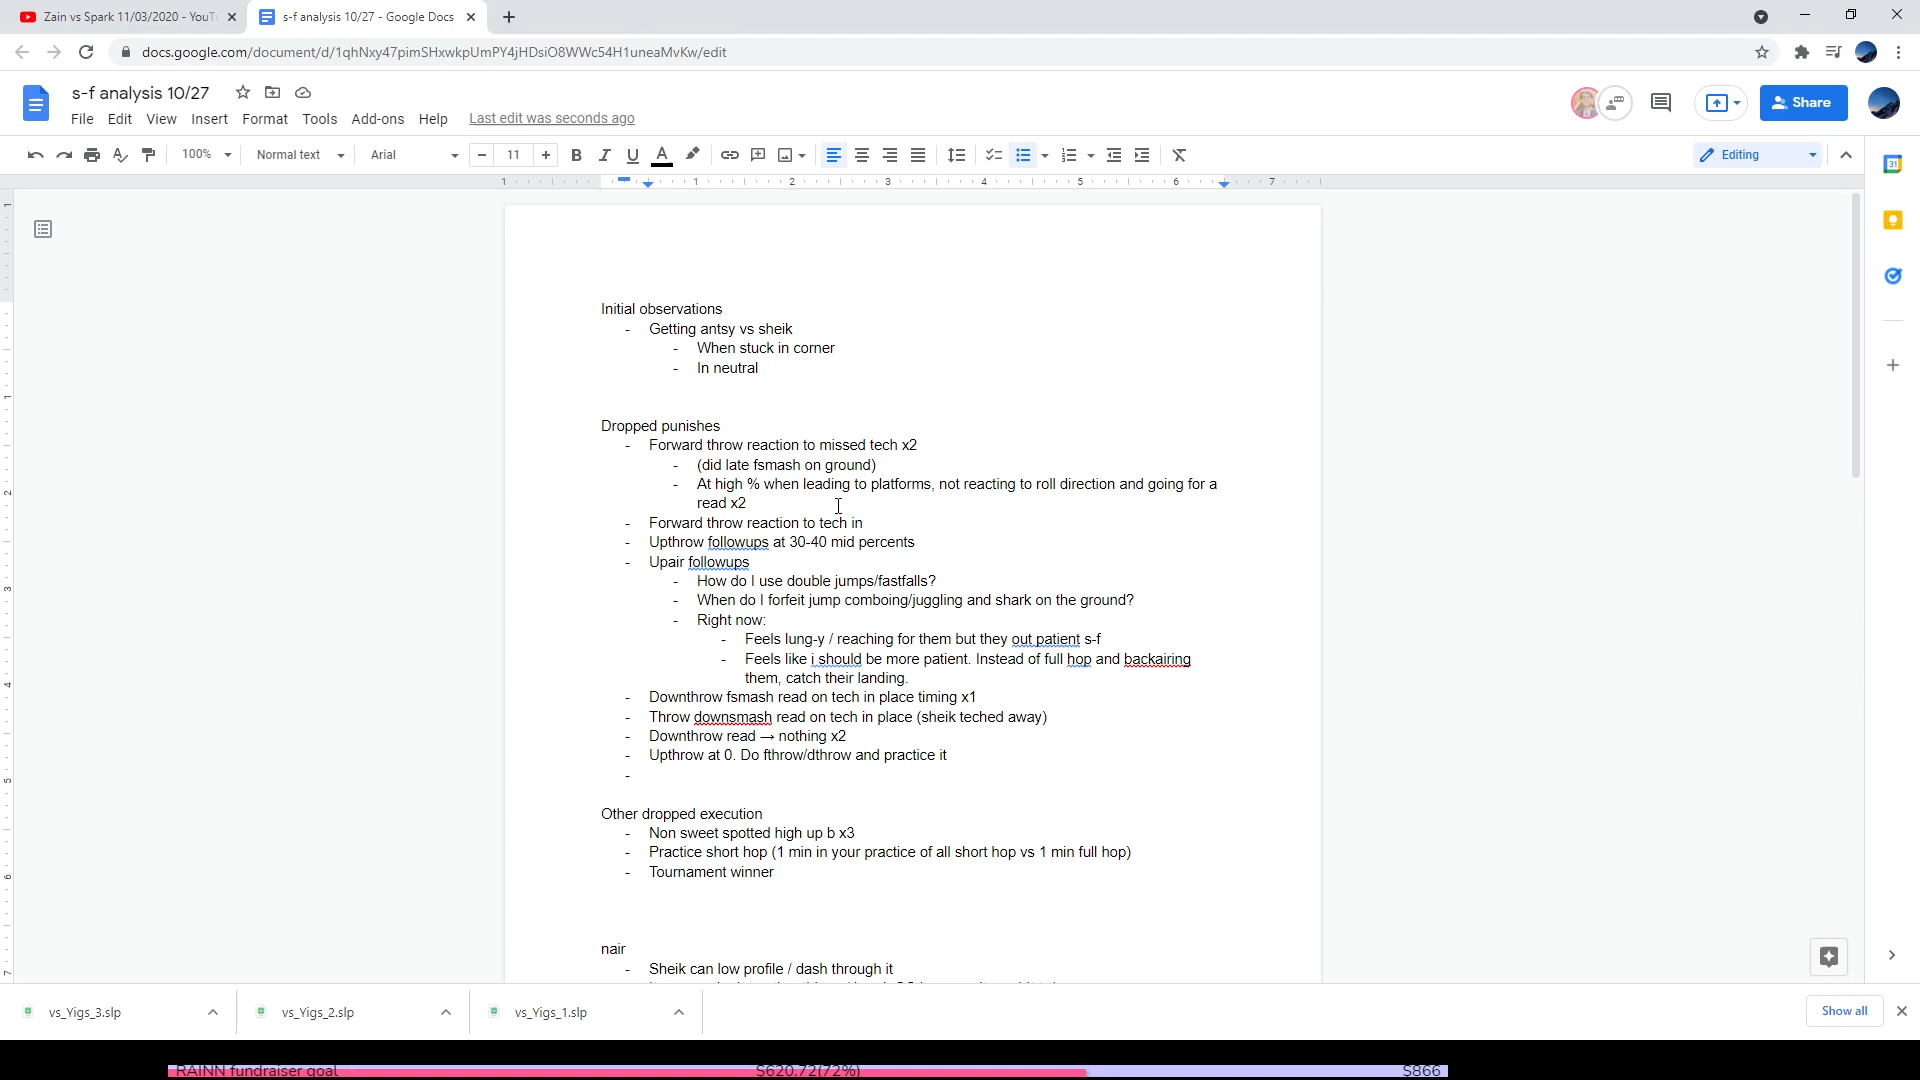 Zain vs Spark 11/03/2020 - YouT
s-f analysis 10/27 - Google Docs
docs.google.com/document/d/1qhNxy47pimSHxwkpUmPY4jHDsiO8WWc54H1uneaMvKw/edit
s-f analysis 10/27
File Edit View Insert Format Tools Add-ons Help Last edit was seconds ago
Share
100% Normal text Arial 11 Editing
1 1 2 3 4 5 6 7
Initial observations
- Getting antsy vs sheik
- When stuck in corner
- In neutral
Dropped punishes
- Forward throw reaction to missed tech x2
- (did late fsmash on ground)
- At high % when leading to platforms, not reacting to roll direction and going for a
read x2
- Forward throw reaction to tech in
- Upthrow followups at 30-40 mid percents
- Upair followups
- How do I use double jumps/fastfalls?
- When do I forfeit jump comboing/juggling and shark on the ground?
- Right now:
- Feels lung-y / reaching for them but they out patient s-f
- Feels like i should be more patient. Instead of full hop and backairing
them, catch their landing.
- Downthrow fsmash read on tech in place timing x1
- Throw downsmash read on tech in place (sheik teched away)
- Downthrow read → nothing x2
- Upthrow at 0. Do fthrow/dthrow and practice it
-
Other dropped execution
- Non sweet spotted high up b x3
- Practice short hop (1 min in your practice of all short hop vs 1 min full hop)
- Tournament winner
nair
- Sheik can low profile / dash through it
vs_Yigs_3.slp
vs_Yigs_2.slp
vs_Yigs_1.slp
Show all
RAINN fundraiser goal $620.72(72%) $866